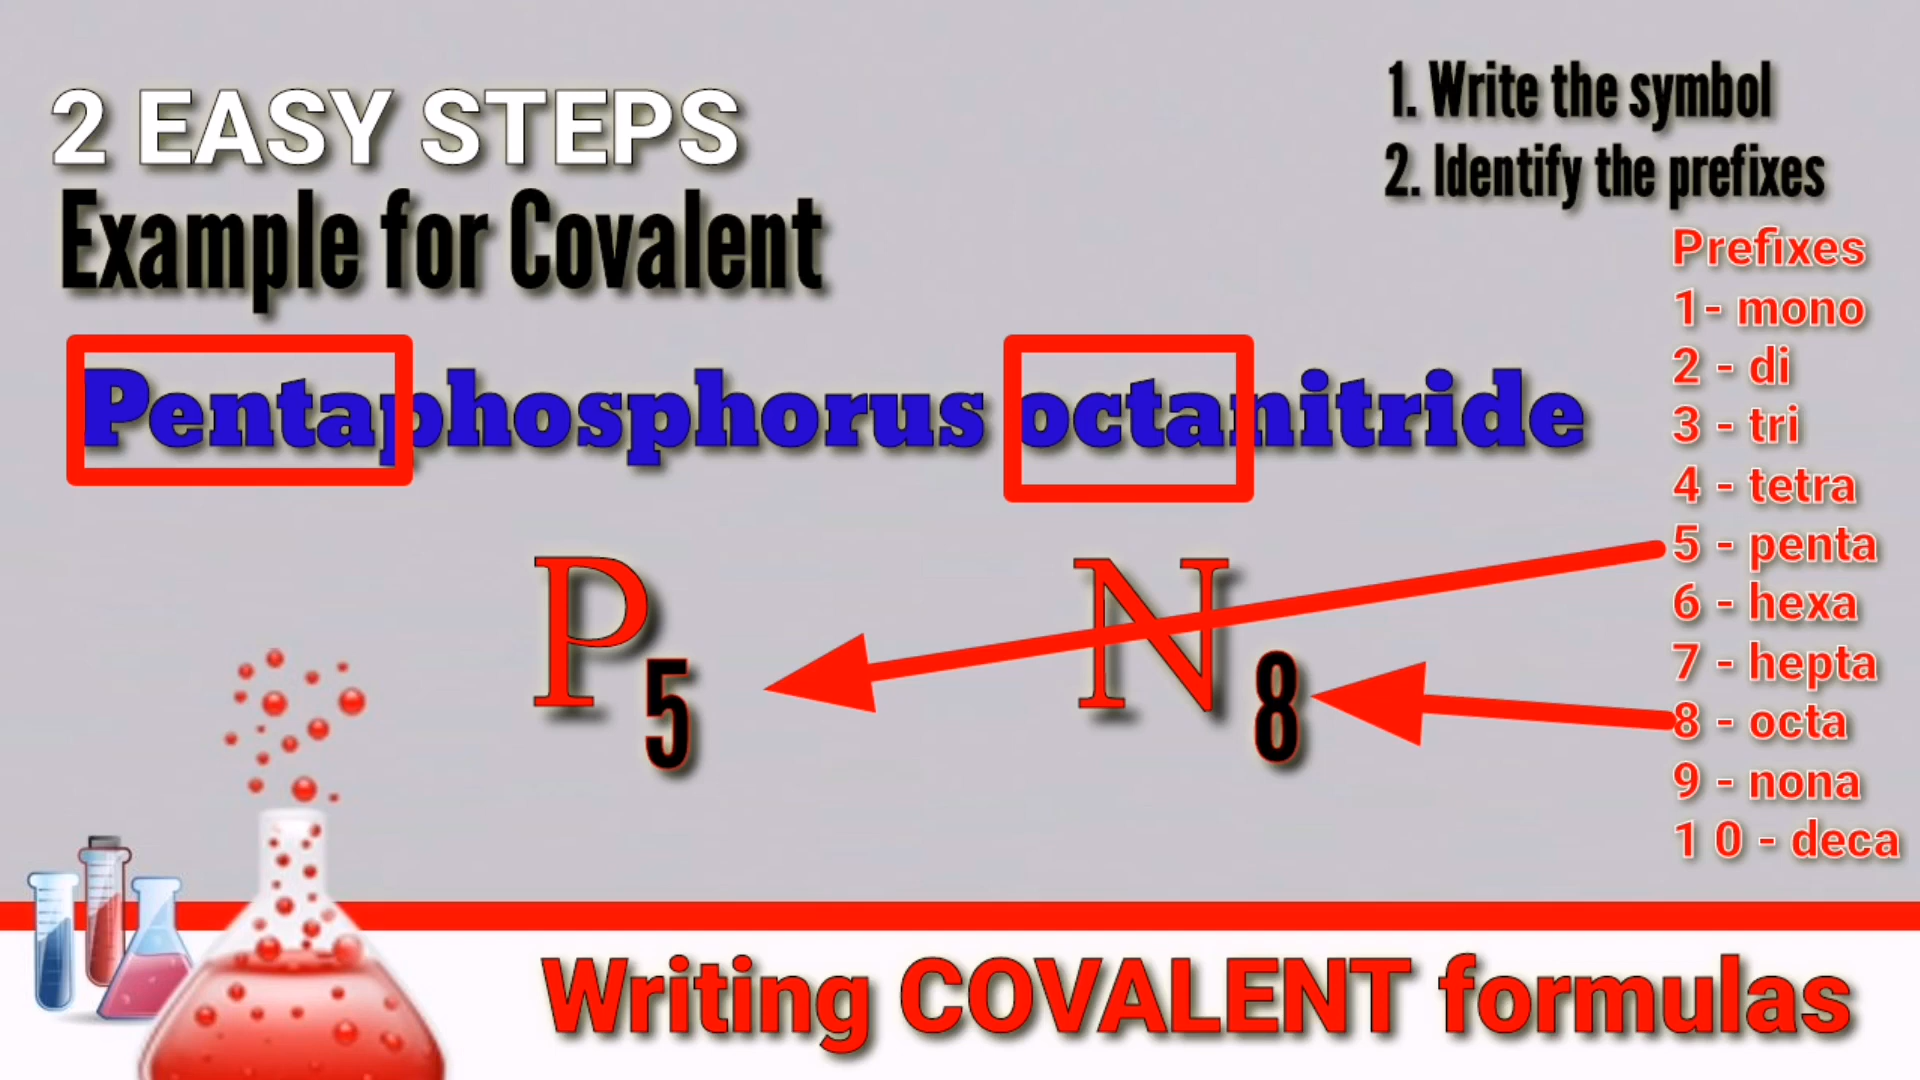 2 EASY STEPS
Example for Covalent
1. Write the symbol
2. Identify the prefixes
Pentaphosphorus octanitride
P5 N8
Prefixes
1- mono
2 - di
3 - tri
4 - tetra
5 - penta
6 - hexa
7 - hepta
8 - octa
9 - nona
1 0 - deca
Writing COVALENT formulas